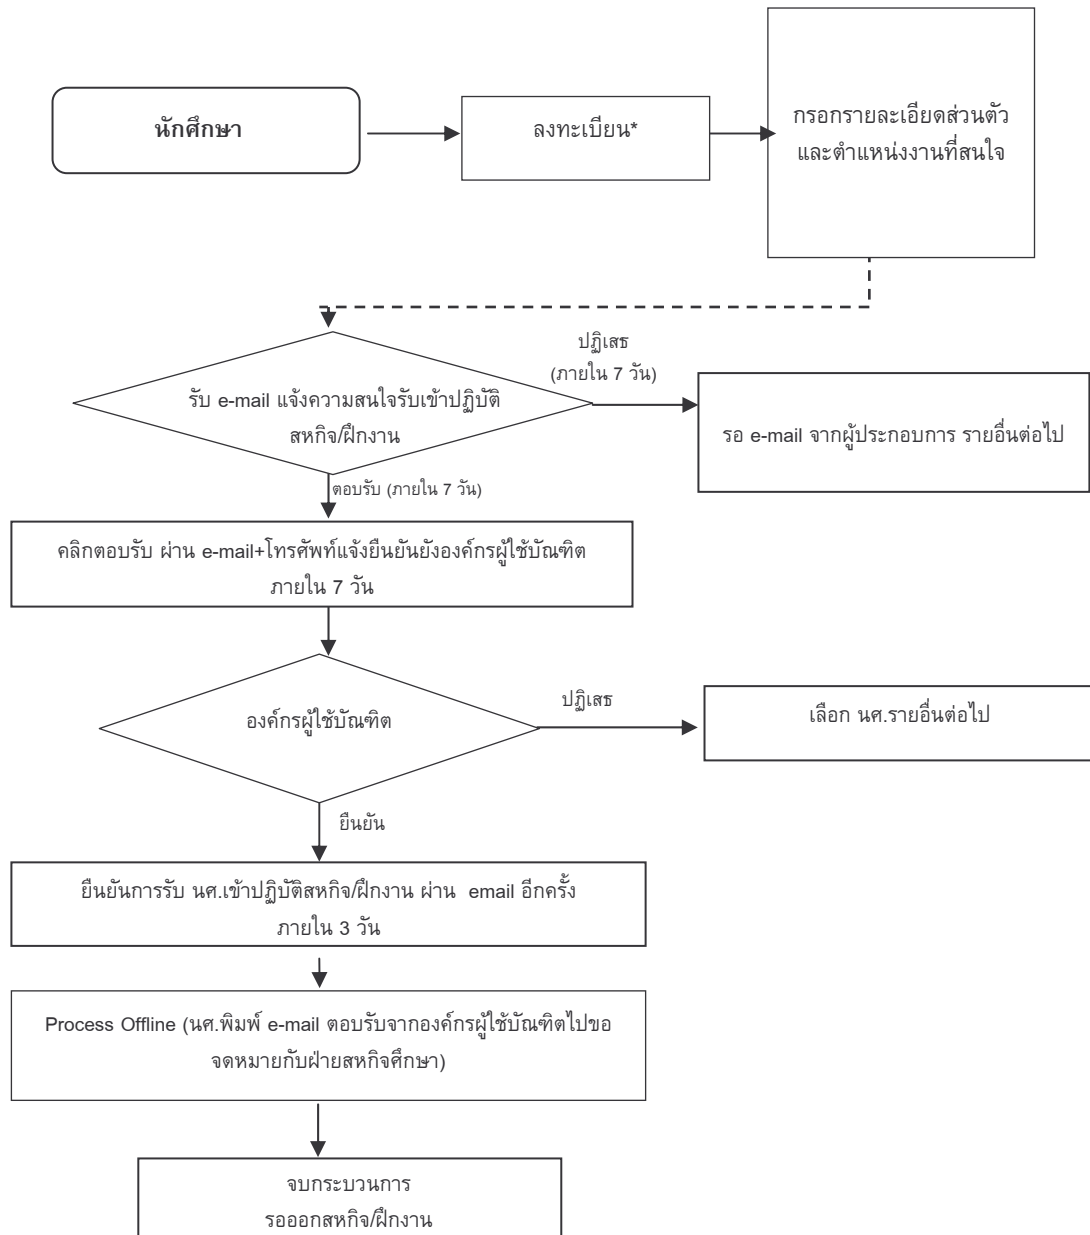 นักศึกษา
ลงทะเบียน*
กรอกรายละเอียดส่วนตัว
และตำแหน่งงานที่สนใจ
ปฏิเสธ
(ภายใน 7 วัน)
รับ e-mail แจ้งความสนใจรับเข้าปฏิบัติ
สหกิจ/ฝึกงาน
รอ e-mail จากผู้ประกอบการ รายอื่นต่อไป
ตอบรับ (ภายใน 7 วัน)
คลิกตอบรับ ผ่าน e-mail+โทรศัพท์แจ้งยืนยันยังองค์กรผู้ใช้บัณฑิต
ภายใน 7 วัน
องค์กรผู้ใช้บัณฑิต
ปฏิเสธ
เลือก นศ.รายอื่นต่อไป
ยืนยัน
ยืนยันการรับ นศ.เข้าปฏิบัติสหกิจ/ฝึกงาน ผ่าน email อีกครั้ง
ภายใน 3 วัน
Process Offline (นศ.พิมพ์ e-mail ตอบรับจากองค์กรผู้ใช้บัณฑิตไปขอ
จดหมายกับฝ่ายสหกิจศึกษา)
จบกระบวนการ
รอออกสหกิจ/ฝึกงาน